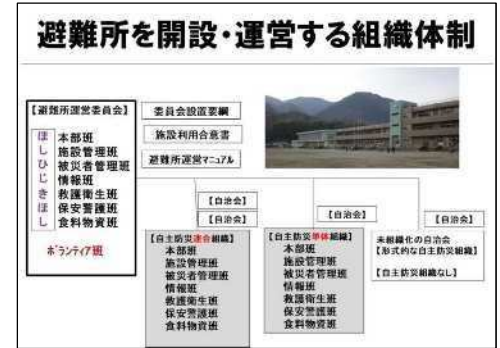 避難所を開設・運営する組織体制
【避難所運営委員会】
ほ 本部班
し 施設管理班
ひ 被災者管理班
じ 情報班
き 救護衛生班
ほ 保安警護班
し 食料物資班
ボランティア班
委員会設置要綱
施設利用合意書
避難所運営マニュアル
【自治会】
【自治会】
【自主防災連合組織】
本部班
施設管理班
被災者管理班
情報班
救護衛生班
保安警護班
食料物資班
【自治会】
【自主防災単体組織】
本部班
施設管理班
被災者管理班
情報班
救護衛生班
保安警護班
食料物資班
【自治会】
未組織化の自治会
【形式的な自主防災組織】
【自主防災組織なし】